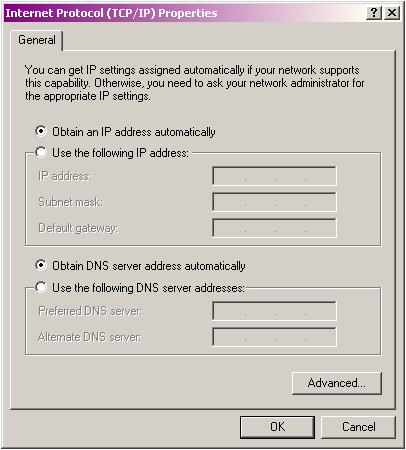 Internet Protocol (TCP/IP) Properties
General
You can get IP settings assigned automatically if your network supports
this capability. Otherwise, you need to ask your network administrator for
the appropriate IP settings.
Obtain an IP address automatically
Use the following IP address:
IP address:
Subnet mask:
Default gateway:
Obtain DNS server address automatically
Use the following DNS server addresses:
Preferred DNS server:
Alternate DNS server:
Advanced...
OK
Cancel